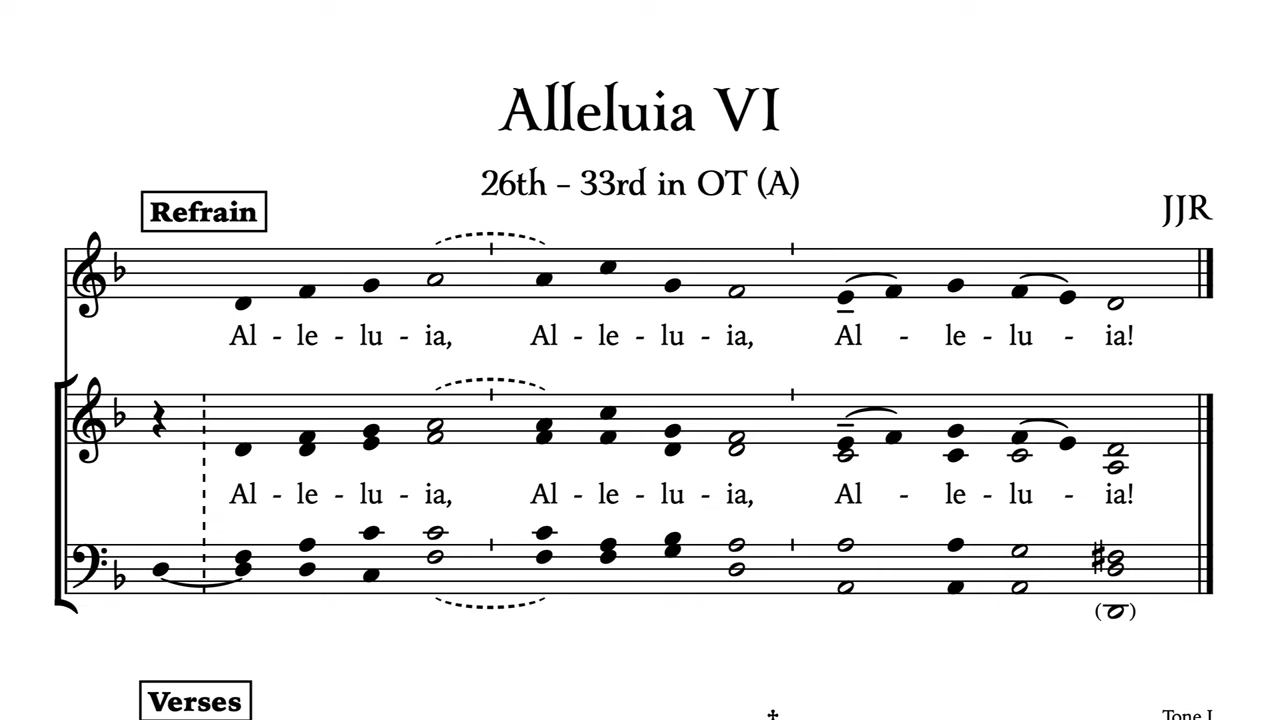 Alleluia VI
26th – 33rd in OT (A)
Refrain
JJR
Al - le - lu - ia, Al - le - lu - ia, Al - le - lu - ia!
Al - le - lu - ia, Al - le - lu - ia, Al - le - lu - ia!
Verses
†
Tone I